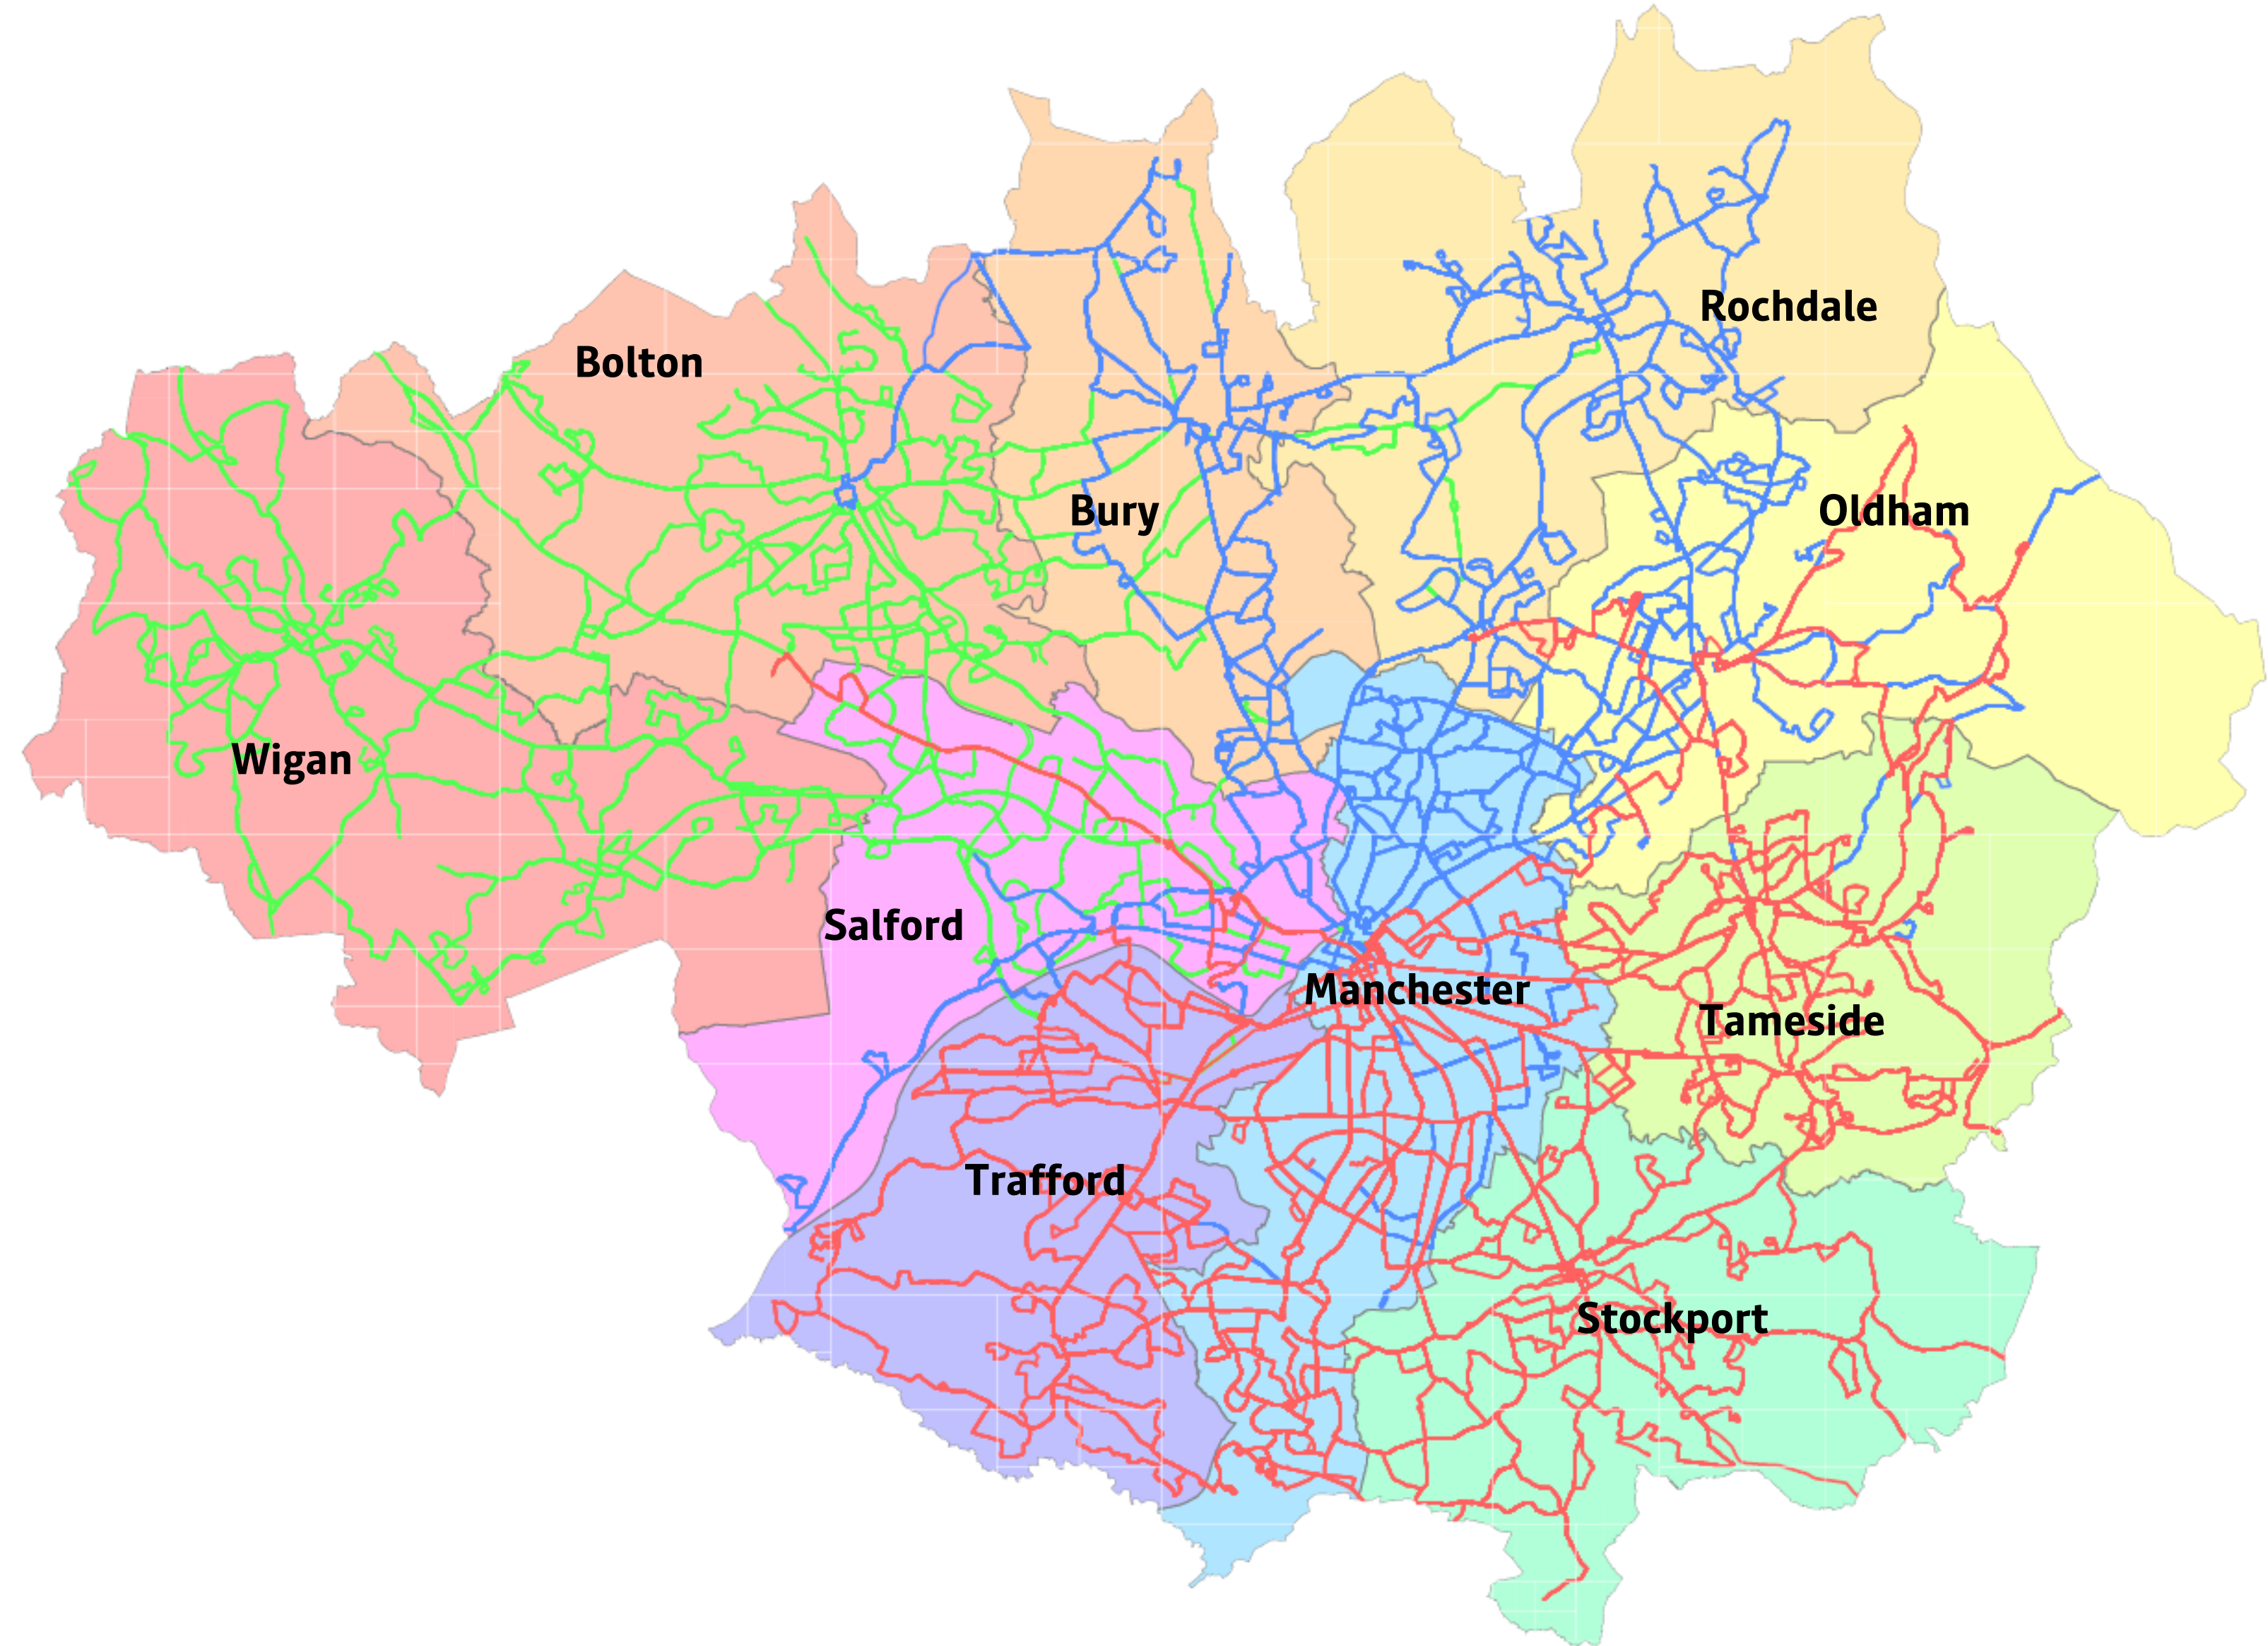 Rochdale
Bolton
Bury
Oldham
Wigan
Salford
Manchester
Tameside
Trafford
Stockport